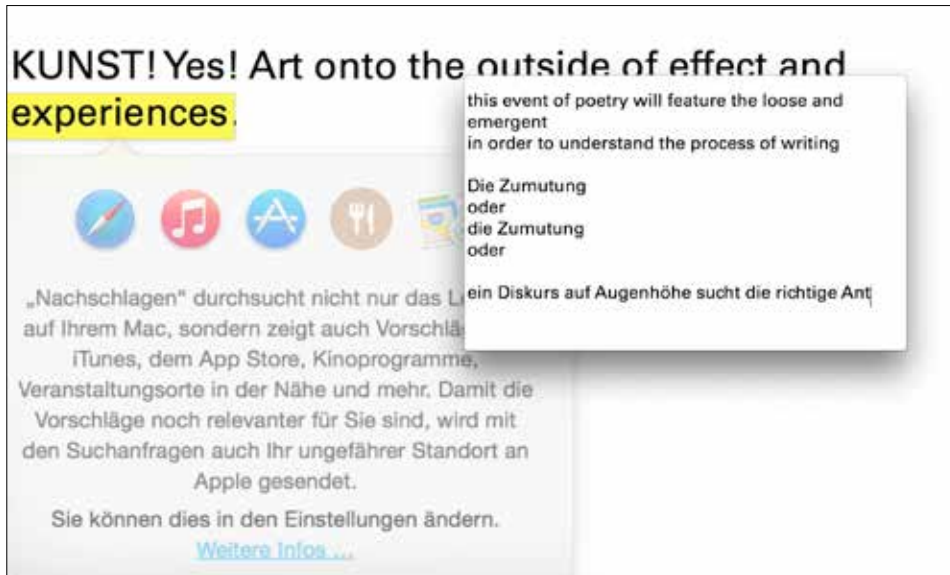 KUNST! Yes! Art onto the outside of effect and
experiences.
this event of poetry will feature the loose and
emergent
in order to understand the process of writing
Die Zumutung
oder
die Zumutung
oder
ein Diskurs auf Augenhöhe sucht die richtige Ant
„Nachschlagen“ durchsucht nicht nur das
auf Ihrem Mac, sondern zeigt auch
iTunes, dem App Store, Kinoprogramme,
Veranstaltungsorte in der Nähe und mehr. Damit die
Vorschläge noch relevanter für Sie sind, wird mit
den Suchanfragen auch Ihr ungefährer Standort an
Apple gesendet.
Sie können dies in den Einstellungen ändern.
Weitere Infos ...